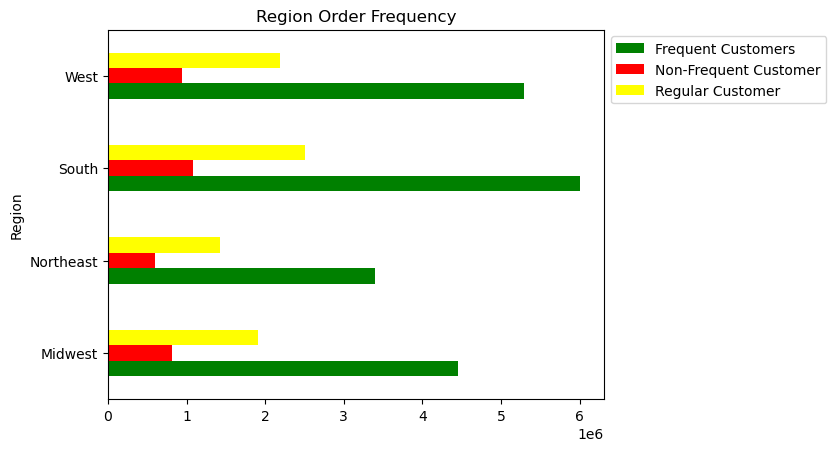 Region Order Frequency
Frequent Customers
Non-Frequent Customer
Regular Customer
Region
West
South
Northeast
Midwest
0 1 2 3 4 5 6
1e6